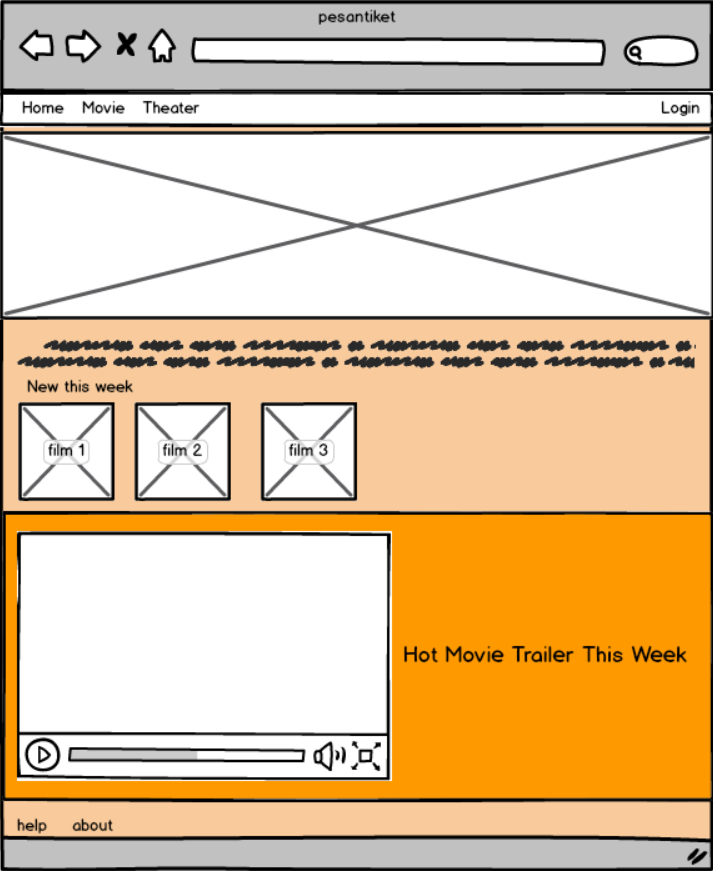 pesantiket
Home Movie Theater Login
New this week
film 1 film 2 film 3
Hot Movie Trailer This Week
help about